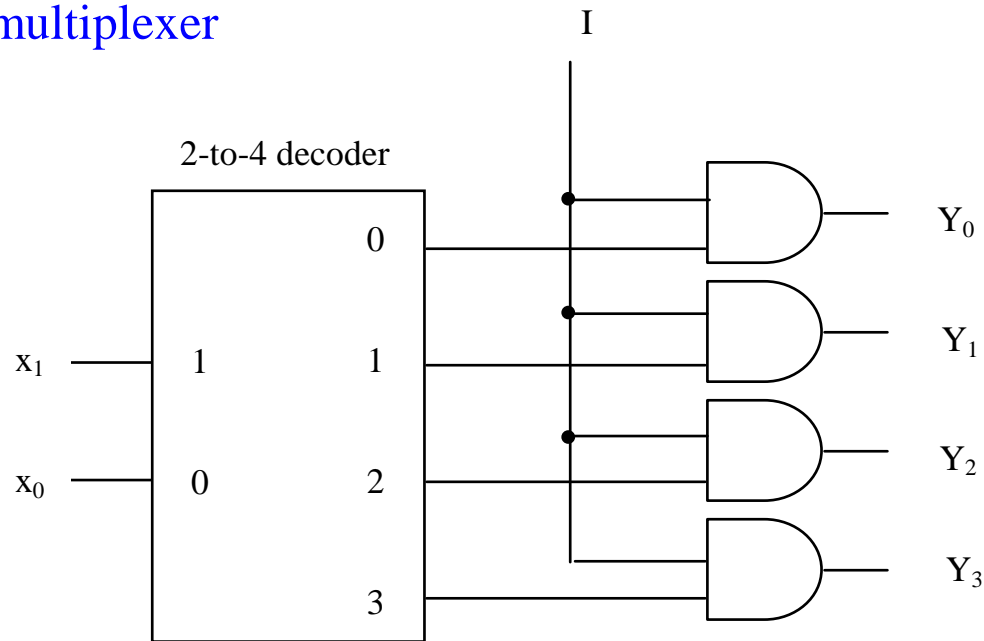 multiplexer
I
2-to-4 decoder
0
Y₀
x₁
1
1
Y₁
x₀
0
2
Y₂
3
Y₃